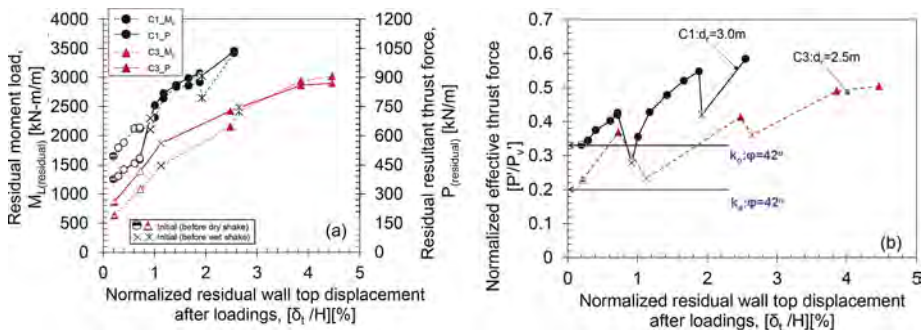 C1_ML
C1_P
C3_ML
C3_P
4000
3500
3000
2500
2000
1500
1000
500
0
Residual moment load,
ML(residual) [kN-m/m]
1200
1050
900
750
600
450
300
150
0
Residual resultant thrust force,
P(residual) [kN/m]
Initial (before dry shake)
Initial (before wet shake)
(a)
0 1 2 3 4 5
Normalized residual wall top displacement
after loadings, [δt /H][%]
0.7
0.6
0.5
0.4
0.3
0.2
0.1
0
Normalized effective thrust force
[P'/Pv]
C1:dr=3.0m
C3:dr=2.5m
φ=42°
ka:φ=42°
(b)
0 1 2 3 4 5
Normalized residual wall top displacement
after loadings, [δt /H][%]